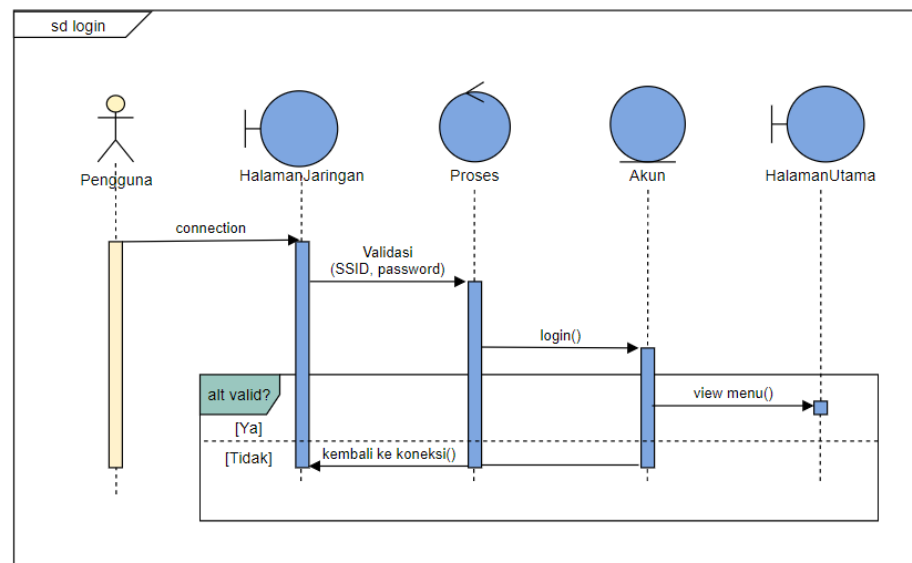 sd login
Pengguna
HalamanJaringan
Proses
Akun
HalamanUtama
connection
Validasi
(SSID, password)
login()
alt valid?
view menu()
[Ya]
[Tidak]
kembali ke koneksi()